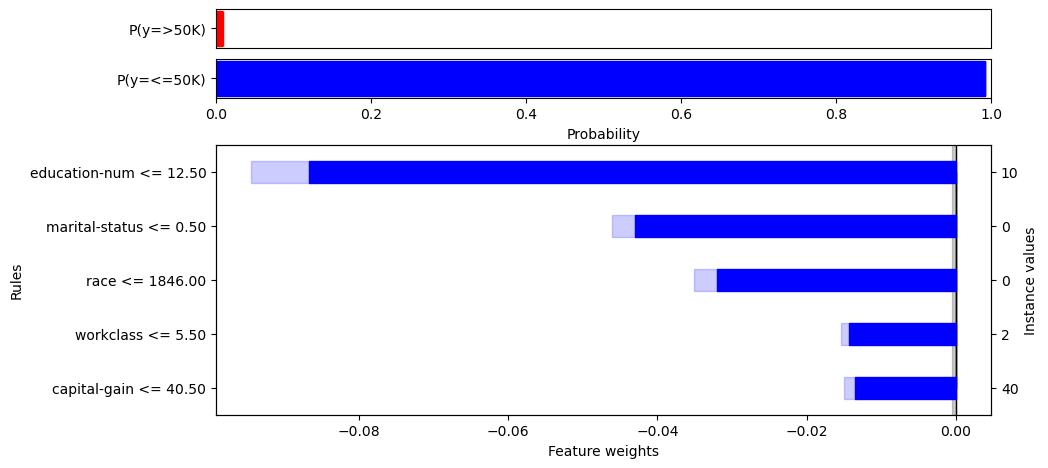 P(y=>50K)
P(y=<=50K)
0.0 0.2 0.4 0.6 0.8 1.0
Probability
education-num <= 12.50 10
marital-status <= 0.50 0
race <= 1846.00 0
workclass <= 5.50 2
capital-gain <= 40.50 40
Rules
Instance values
−0.08 −0.06 −0.04 −0.02 0.00
Feature weights